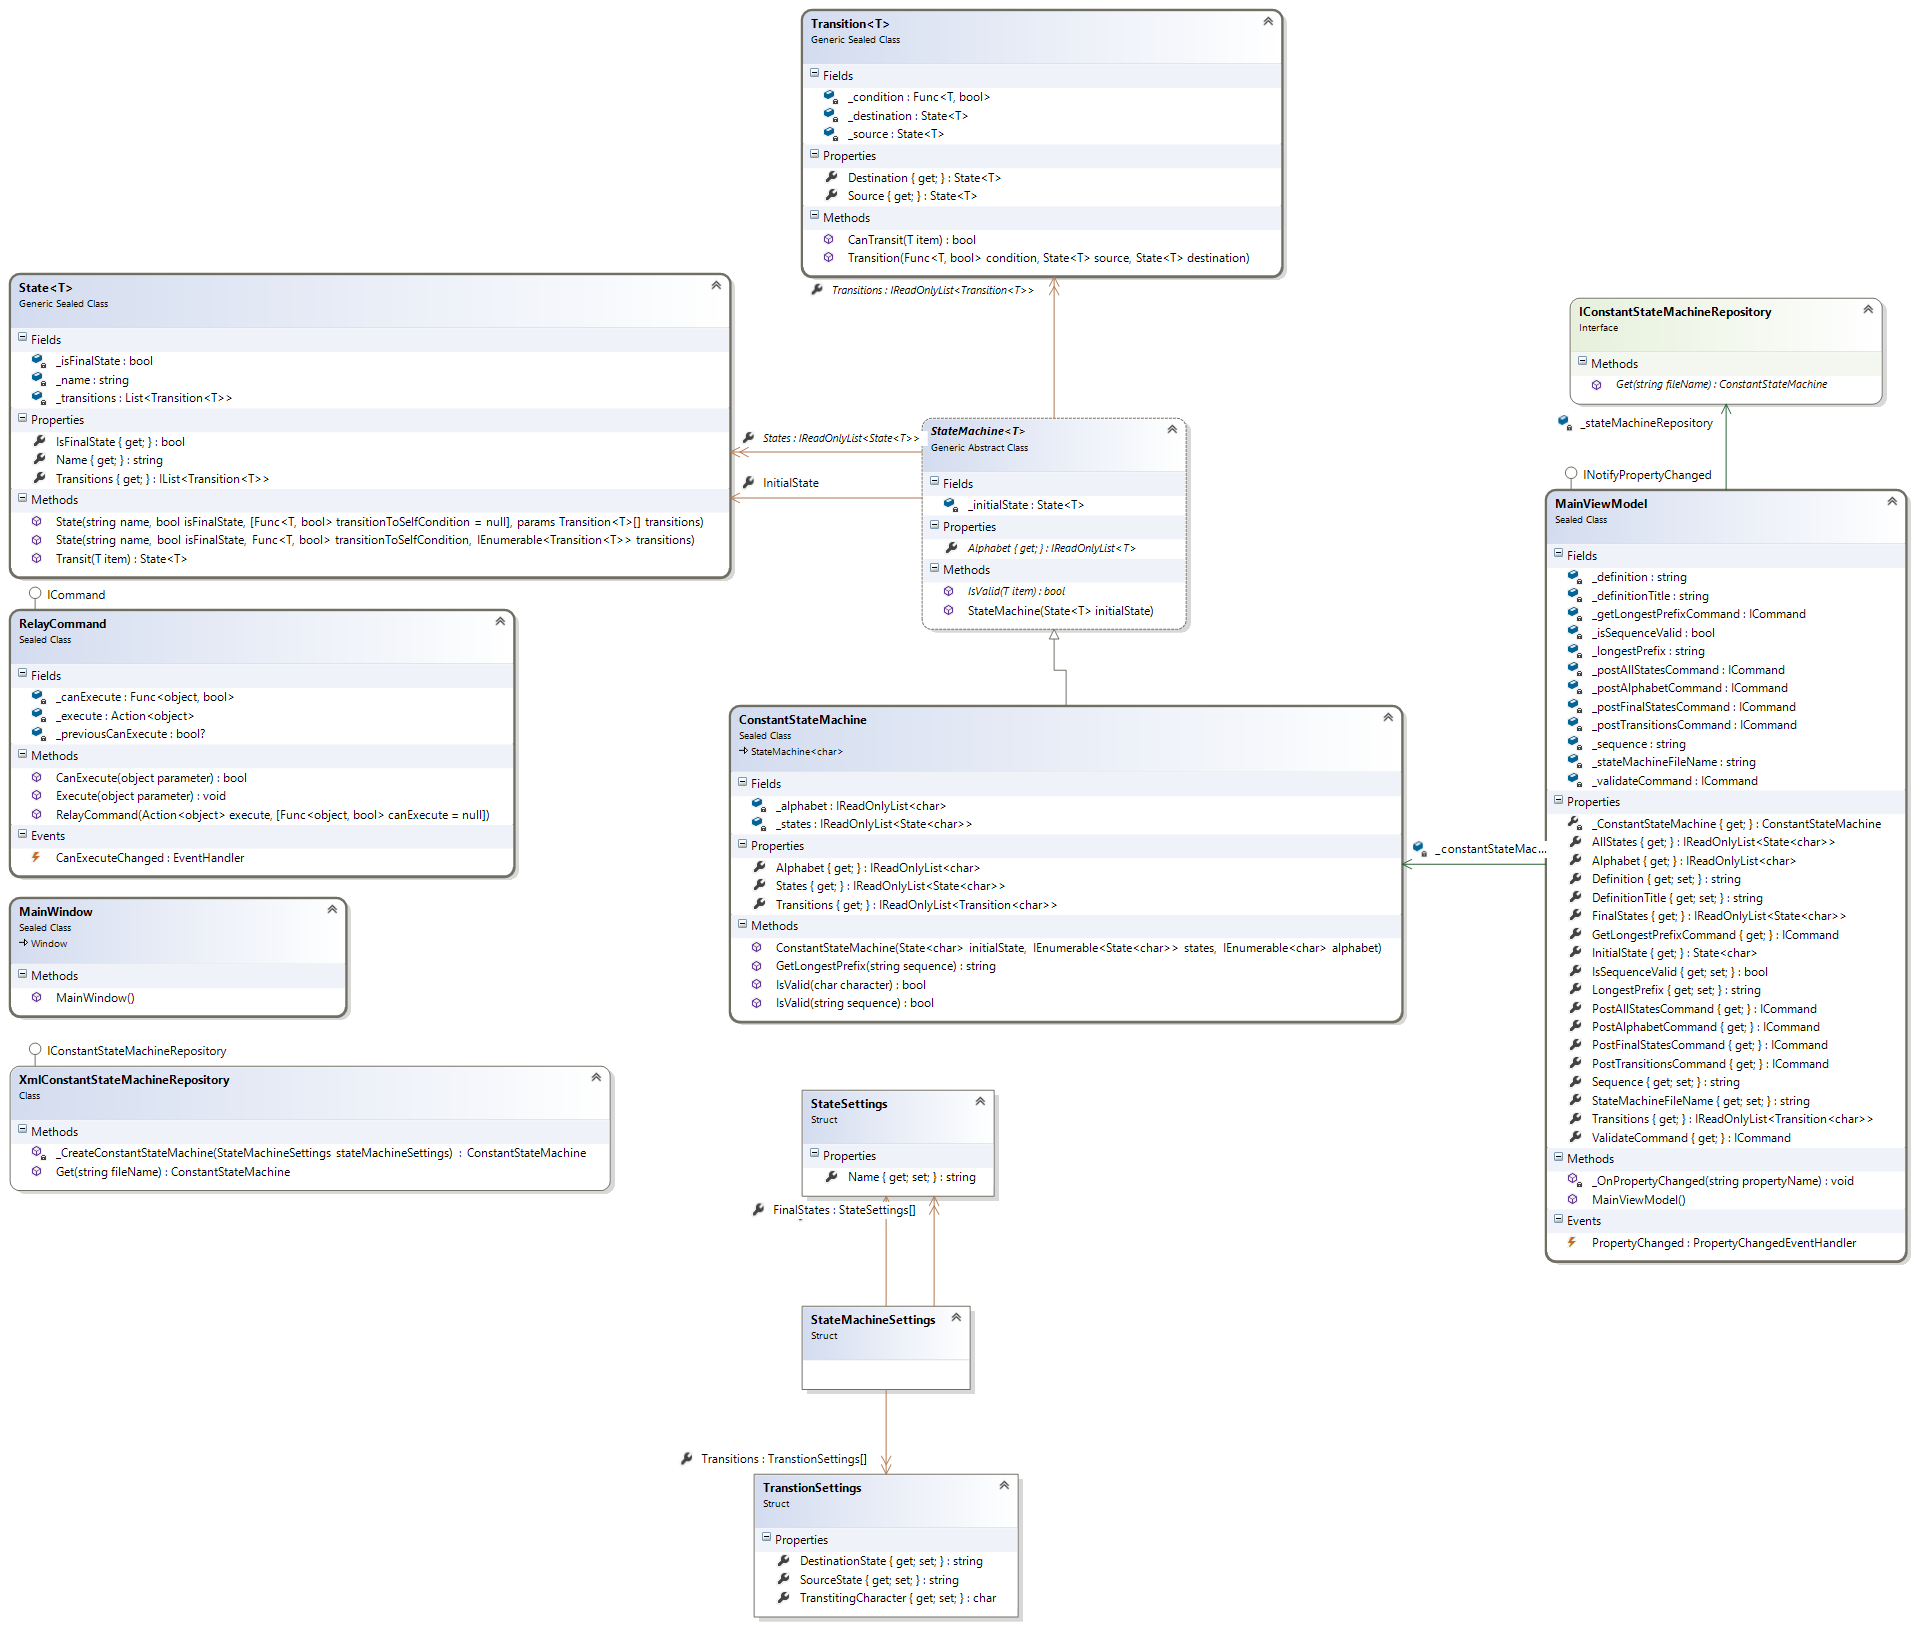 Transition<T>
Generic Sealed Class
Fields
_condition : Func<T, bool>
_destination : State<T>
_source : State<T>
Properties
Destination { get; } : State<T>
Source { get; } : State<T>
Methods
CanTransit(T item) : bool
Transition(Func<T, bool> condition, State<T> source, State<T> destination)
Transitions : IReadOnlyList<Transition<T>>
State<T>
Generic Sealed Class
Fields
_isFinalState : bool
_name : string
_transitions : List<Transition<T>>
Properties
IsFinalState { get; } : bool
Name { get; } : string
Transitions { get; } : IList<Transition<T>>
Methods
State(string name, bool isFinalState, [Func<T, bool> transitionToSelfCondition = null], params Transition<T>[] transitions)
State(string name, bool isFinalState, Func<T, bool> transitionToSelfCondition, IEnumerable<Transition<T>> transitions)
Transit(T item) : State<T>
States : IReadOnlyList<State<T>>
InitialState
StateMachine<T>
Generic Abstract Class
Fields
_initialState : State<T>
Properties
Alphabet { get; } : IReadOnlyList<T>
Methods
IsValid(T item) : bool
StateMachine(State<T> initialState)
IConstantStateMachineRepository
Interface
Methods
Get(string fileName) : ConstantStateMachine
_stateMachineRepository
INotifyPropertyChanged
MainViewModel
Sealed Class
Fields
_definition : string
_definitionTitle : string
_getLongestPrefixCommand : ICommand
_isSequenceValid : bool
_longestPrefix : string
_postAllStatesCommand : ICommand
_postAlphabetCommand : ICommand
_postFinalStatesCommand : ICommand
_postTransitionsCommand : ICommand
_sequence : string
_stateMachineFileName : string
_validateCommand : ICommand
Properties
_ConstantStateMachine { get; } : ConstantStateMachine
AllStates { get; } : IReadOnlyList<State<char>>
Alphabet { get; } : IReadOnlyList<char>
Definition { get; set; } : string
DefinitionTitle { get; set; } : string
FinalStates { get; } : IReadOnlyList<State<char>>
GetLongestPrefixCommand { get; } : ICommand
InitialState { get; } : State<char>
IsSequenceValid { get; set; } : bool
LongestPrefix { get; set; } : string
PostAllStatesCommand { get; } : ICommand
PostAlphabetCommand { get; } : ICommand
PostFinalStatesCommand { get; } : ICommand
PostTransitionsCommand { get; } : ICommand
Sequence { get; set; } : string
StateMachineFileName { get; set; } : string
Transitions { get; } : IReadOnlyList<Transition<char>>
ValidateCommand { get; } : ICommand
Methods
_OnPropertyChanged(string propertyName) : void
MainViewModel()
Events
PropertyChanged : PropertyChangedEventHandler
ICommand
RelayCommand
Sealed Class
Fields
_canExecute : Func<object, bool>
_execute : Action<object>
_previousCanExecute : bool?
Methods
CanExecute(object parameter) : bool
Execute(object parameter) : void
RelayCommand(Action<object> execute, [Func<object, bool> canExecute = null])
Events
CanExecuteChanged : EventHandler
ConstantStateMachine
Sealed Class
StateMachine<char>
Fields
_alphabet : IReadOnlyList<char>
_states : IReadOnlyList<State<char>>
Properties
Alphabet { get; } : IReadOnlyList<char>
States { get; } : IReadOnlyList<State<char>>
Transitions { get; } : IReadOnlyList<Transition<char>>
Methods
ConstantStateMachine(State<char> initialState, IEnumerable<State<char>> states, IEnumerable<char> alphabet)
GetLongestPrefix(string sequence) : string
IsValid(char character) : bool
IsValid(string sequence) : bool
_constantStateMac...
MainWindow
Sealed Class
Window
Methods
MainWindow()
IConstantStateMachineRepository
XmlConstantStateMachineRepository
Class
Methods
_CreateConstantStateMachine(StateMachineSettings stateMachineSettings) : ConstantStateMachine
Get(string fileName) : ConstantStateMachine
StateSettings
Struct
Properties
Name { get; set; } : string
FinalStates : StateSettings[]
StateMachineSettings
Struct
Transitions : TranstionSettings[]
TranstionSettings
Struct
Properties
DestinationState { get; set; } : string
SourceState { get; set; } : string
TranstitingCharacter { get; set; } : char